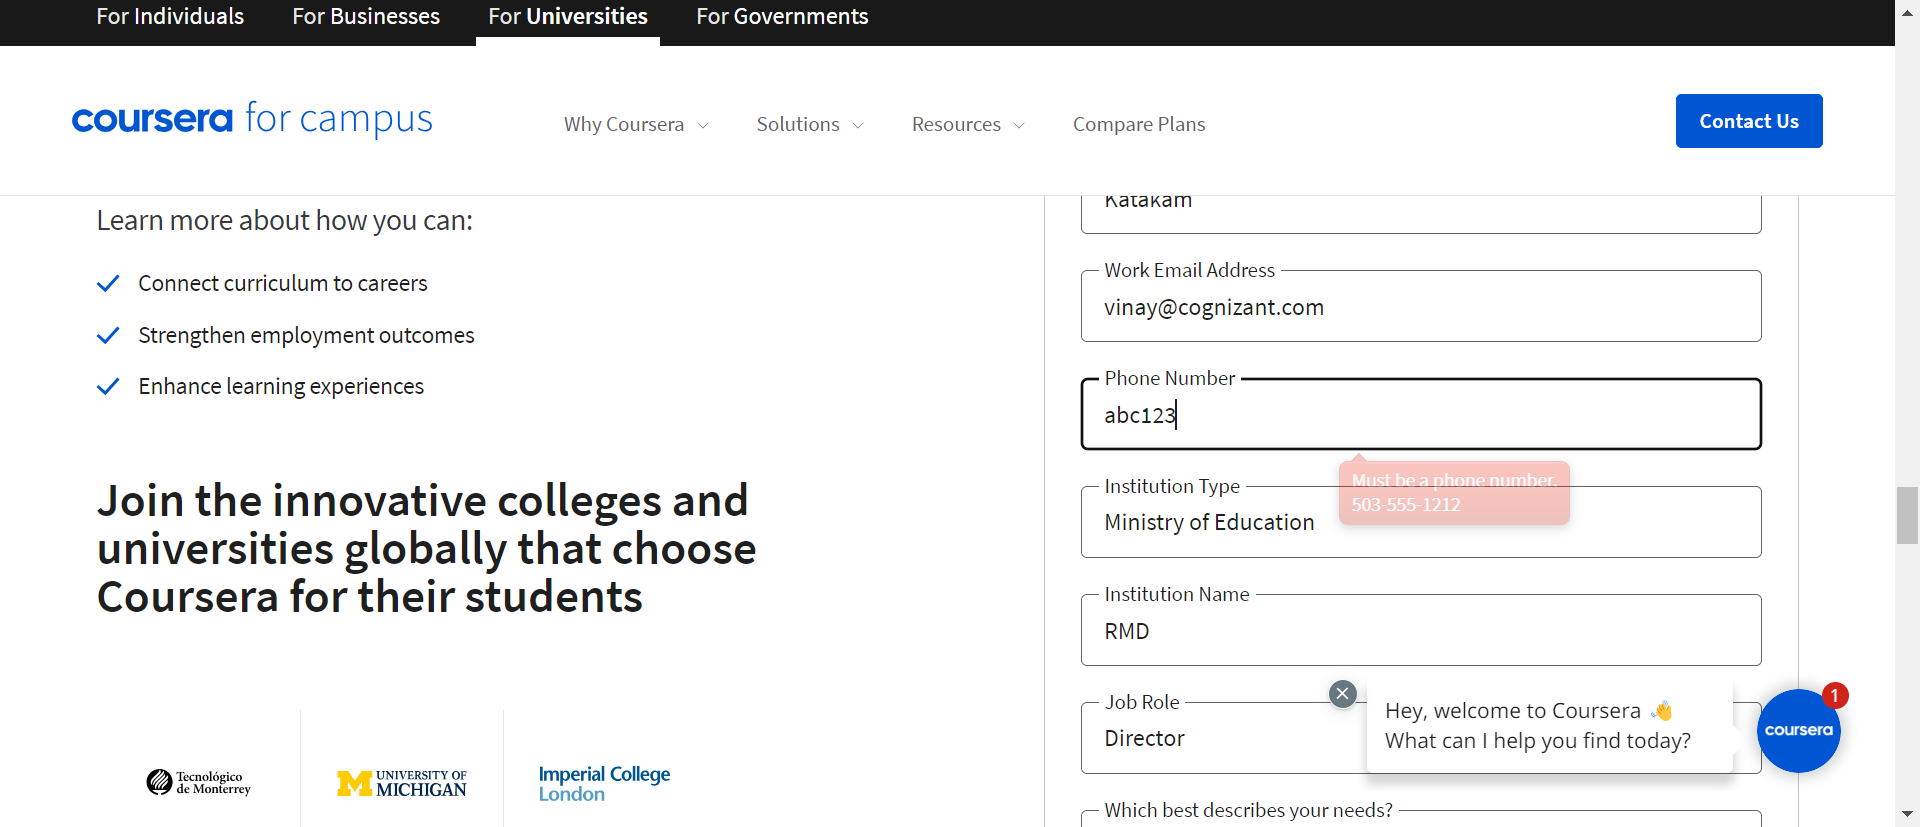 For Individuals
For Businesses
For Universities
For Governments
coursera for campus
Why Coursera
Solutions
Resources
Compare Plans
Contact Us
Learn more about how you can:
Connect curriculum to careers
Strengthen employment outcomes
Enhance learning experiences
Join the innovative colleges and
universities globally that choose
Coursera for their students
Tecnológico
de Monterrey
M UNIVERSITY OF
MICHIGAN
Imperial College
London
Katakam
Work Email Address
vinay@cognizant.com
Phone Number
abc123
Must be a phone number.
503-555-1212
Institution Type
Ministry of Education
Institution Name
RMD
Job Role
Director
Which best describes your needs?
Hey, welcome to Coursera 👋
What can I help you find today?
1
coursera